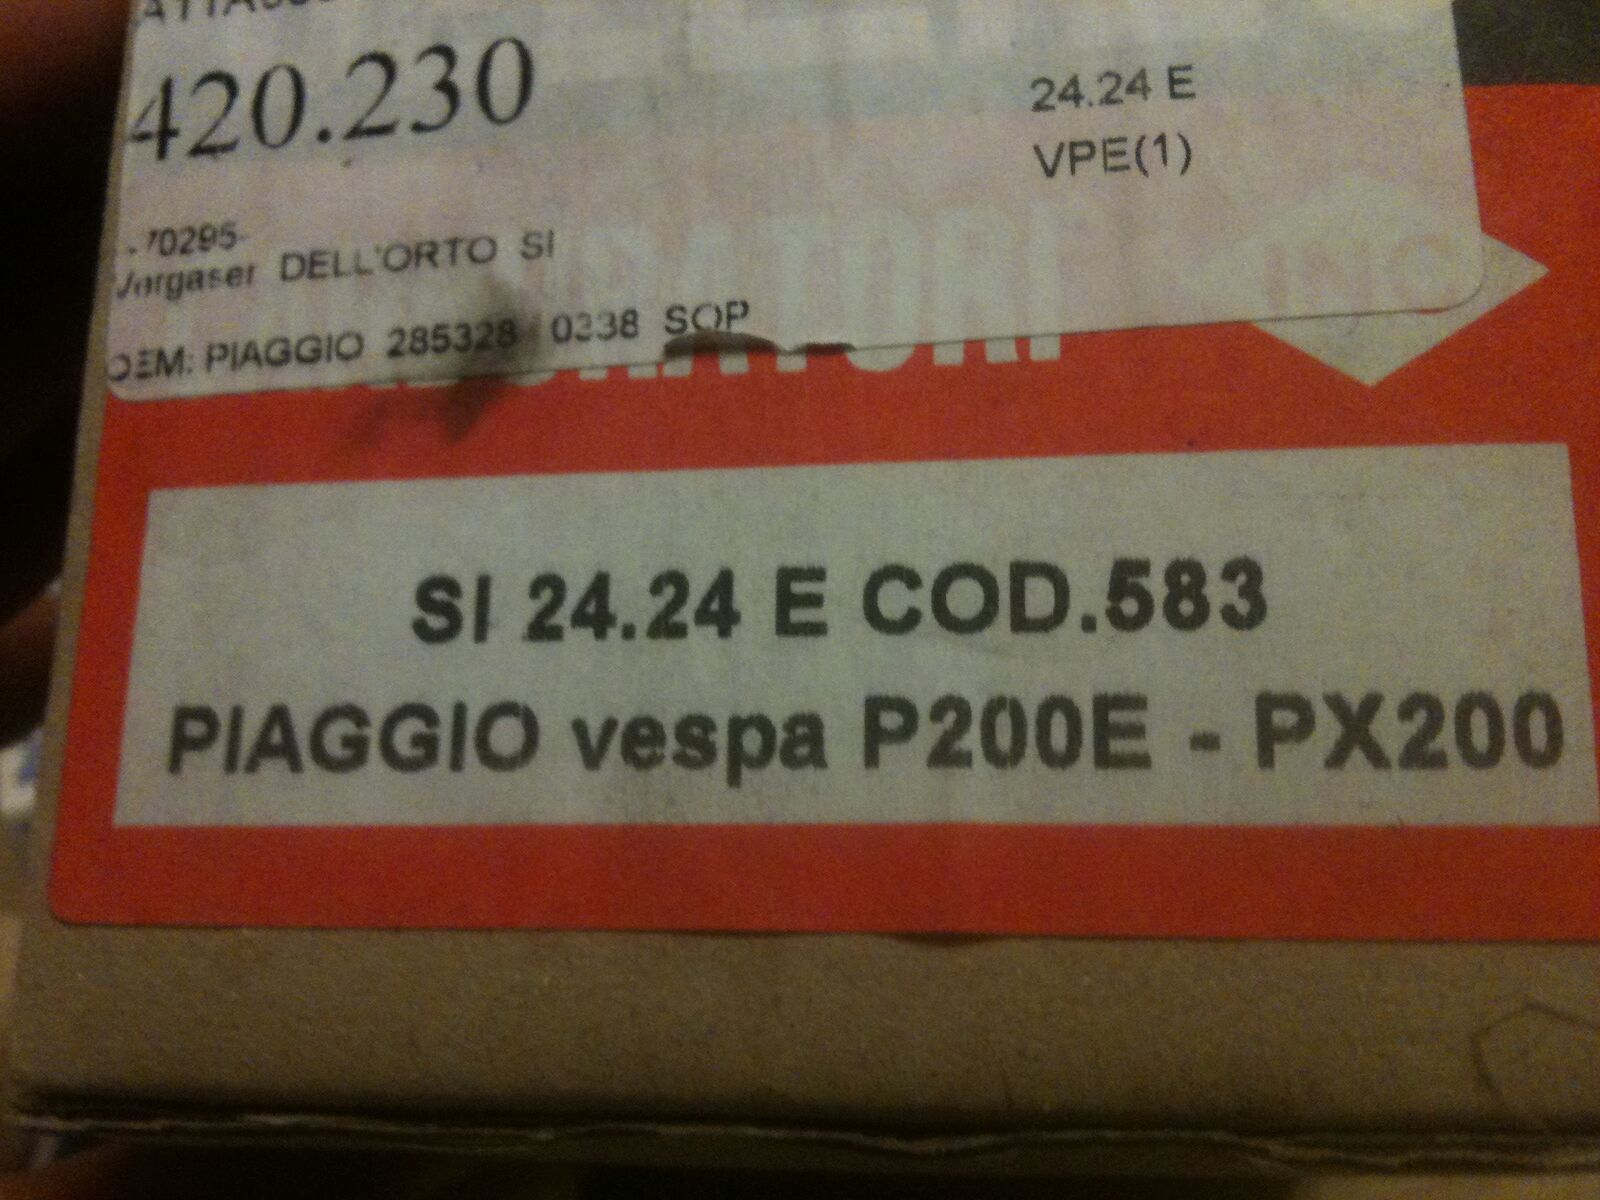 420.230
24.24 E
VPE(1)
70295-
Vergaser DELL'ORTO SI
OEM: PIAGGIO 285328 0338 SOP
SI 24.24 E COD.583
PIAGGIO vespa P200E - PX200